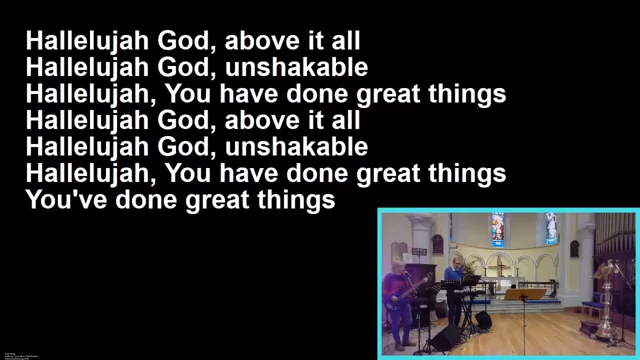 Hallelujah God, above it all
Hallelujah God, unshakable
Hallelujah, You have done great things
Hallelujah God, above it all
Hallelujah God, unshakable
Hallelujah, You have done great things
You've done great things